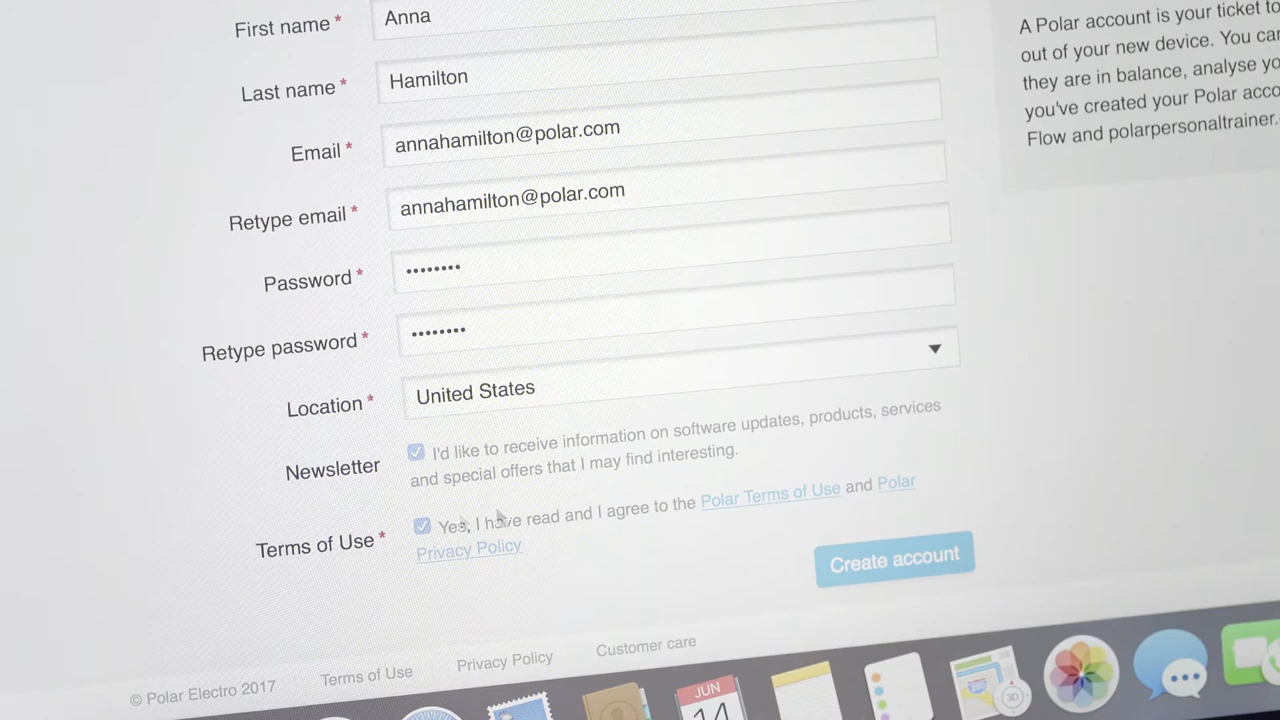 First name *
Anna
Last name *
Hamilton
Email *
annahamilton@polar.com
Retype email *
annahamilton@polar.com
Password *
••••••••
Retype password *
••••••••
Location *
United States
Newsletter
I'd like to receive information on software updates, products, services
and special offers that I may find interesting.
Terms of Use *
Yes, I have read and I agree to the Polar Terms of Use and Polar
Privacy Policy
Create account
A Polar account is your ticket to
out of your new device. You can
they are in balance, analyse
you've created your Polar
Flow and polarpersonaltrainer.
© Polar Electro 2017
Terms of Use
Privacy Policy
Customer care
JUN
14
280
3D